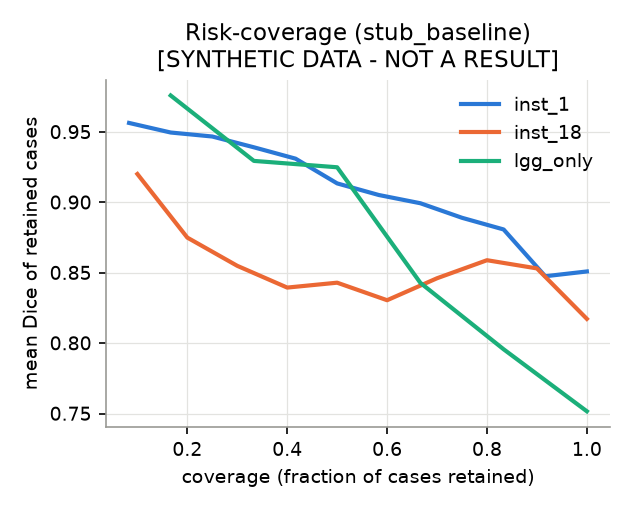 Risk-coverage (stub_baseline)
[SYNTHETIC DATA - NOT A RESULT]
inst_1
inst_18
lgg_only
mean Dice of retained cases
0.95
0.90
0.85
0.80
0.75
0.2 0.4 0.6 0.8 1.0
coverage (fraction of cases retained)